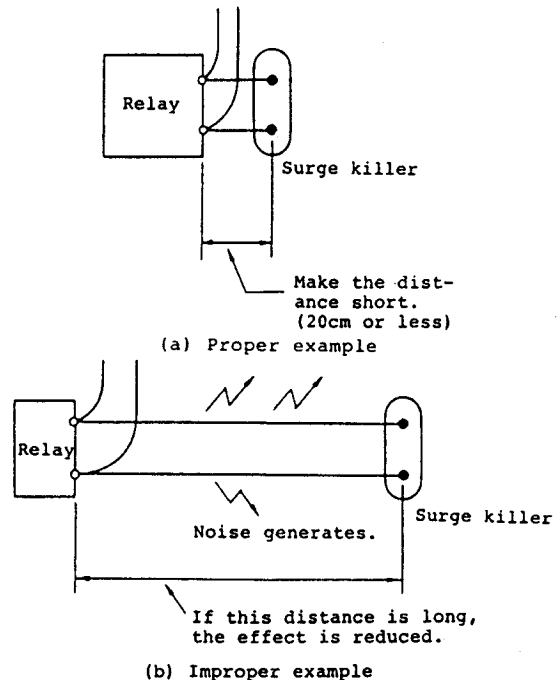 Relay
Surge killer
Make the dist-
ance short.
(20cm or less)
(a) Proper example
Relay
Noise generates.
Surge killer
If this distance is long,
the effect is reduced.
(b) Improper example